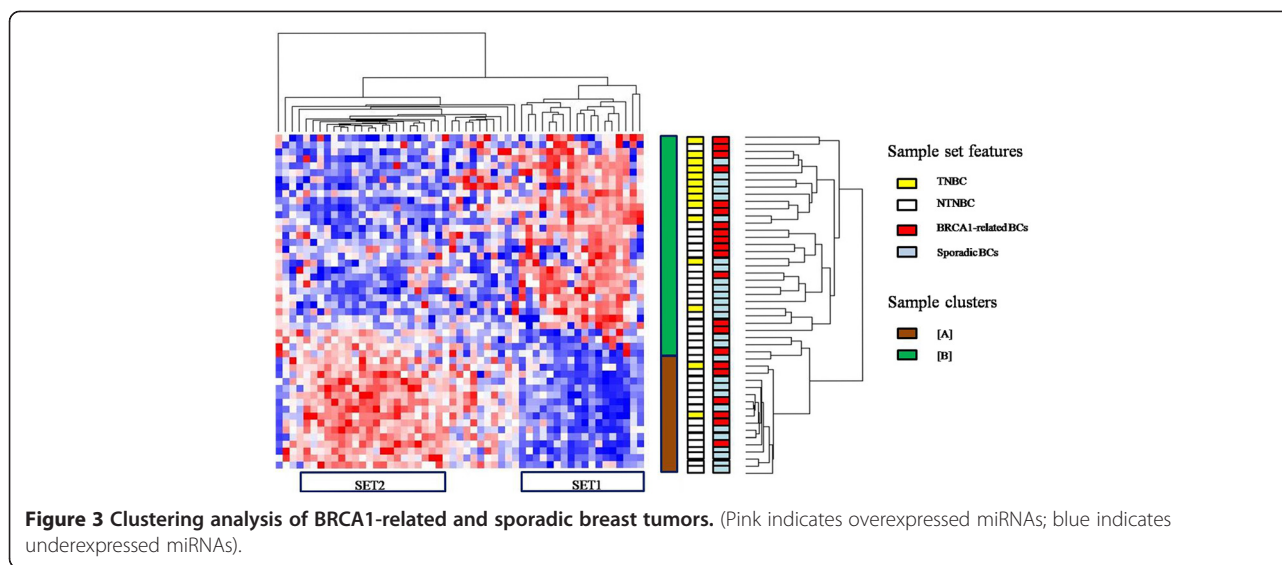 Sample set features
TNBC
NTNBC
BRCA1-related BCs
Sporadic BCs
Sample clusters
[A]
[B]
SET2
SET1
Figure 3 Clustering analysis of BRCA1-related and sporadic breast tumors. (Pink indicates overexpressed miRNAs; blue indicates
underexpressed miRNAs).